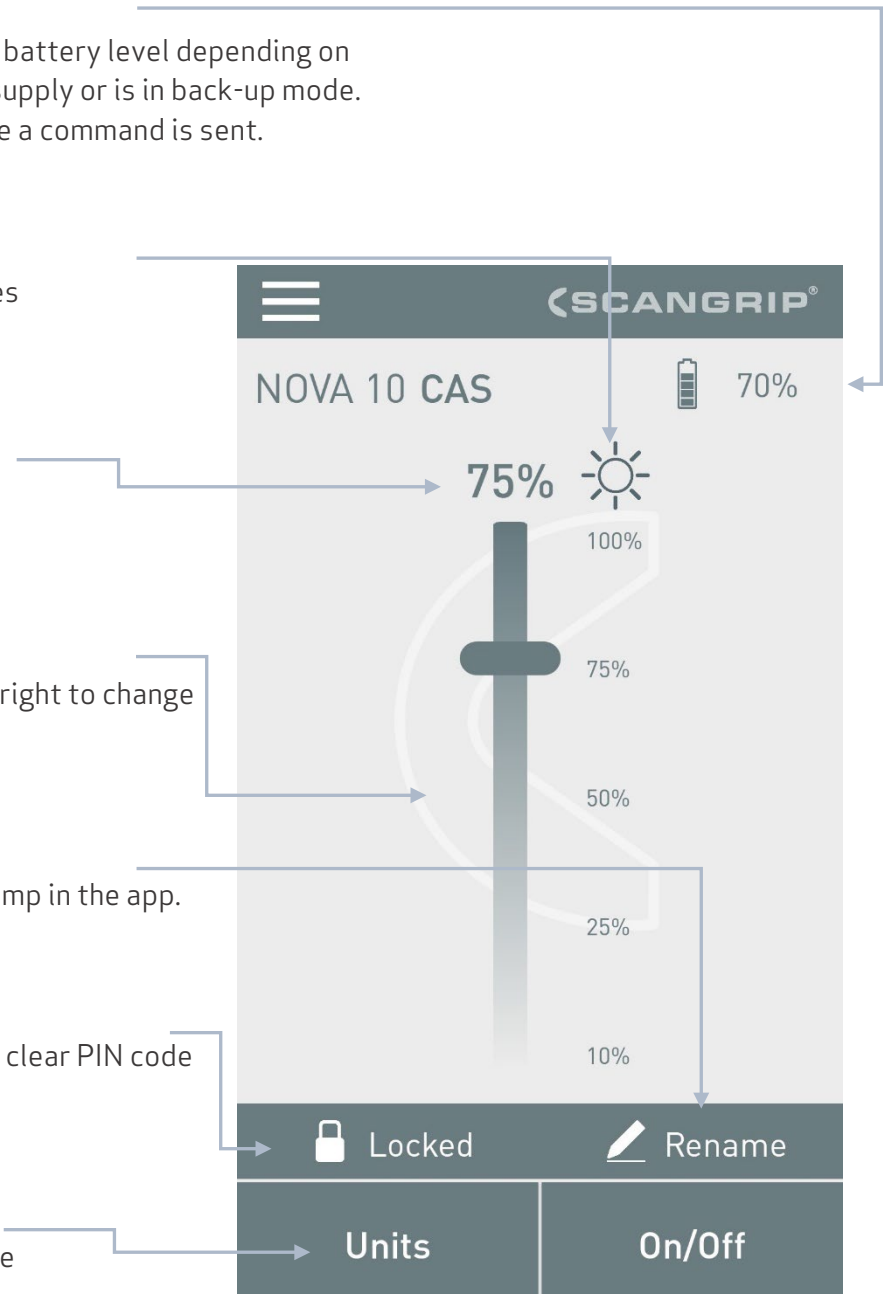 battery level depending on
supply or is in back-up mode.
a command is sent.
SCANGRIP®
NOVA 10 CAS
70%
75%
100%
right to change
75%
50%
in the app.
25%
clear PIN code
10%
Locked
Rename
Units
On/Off